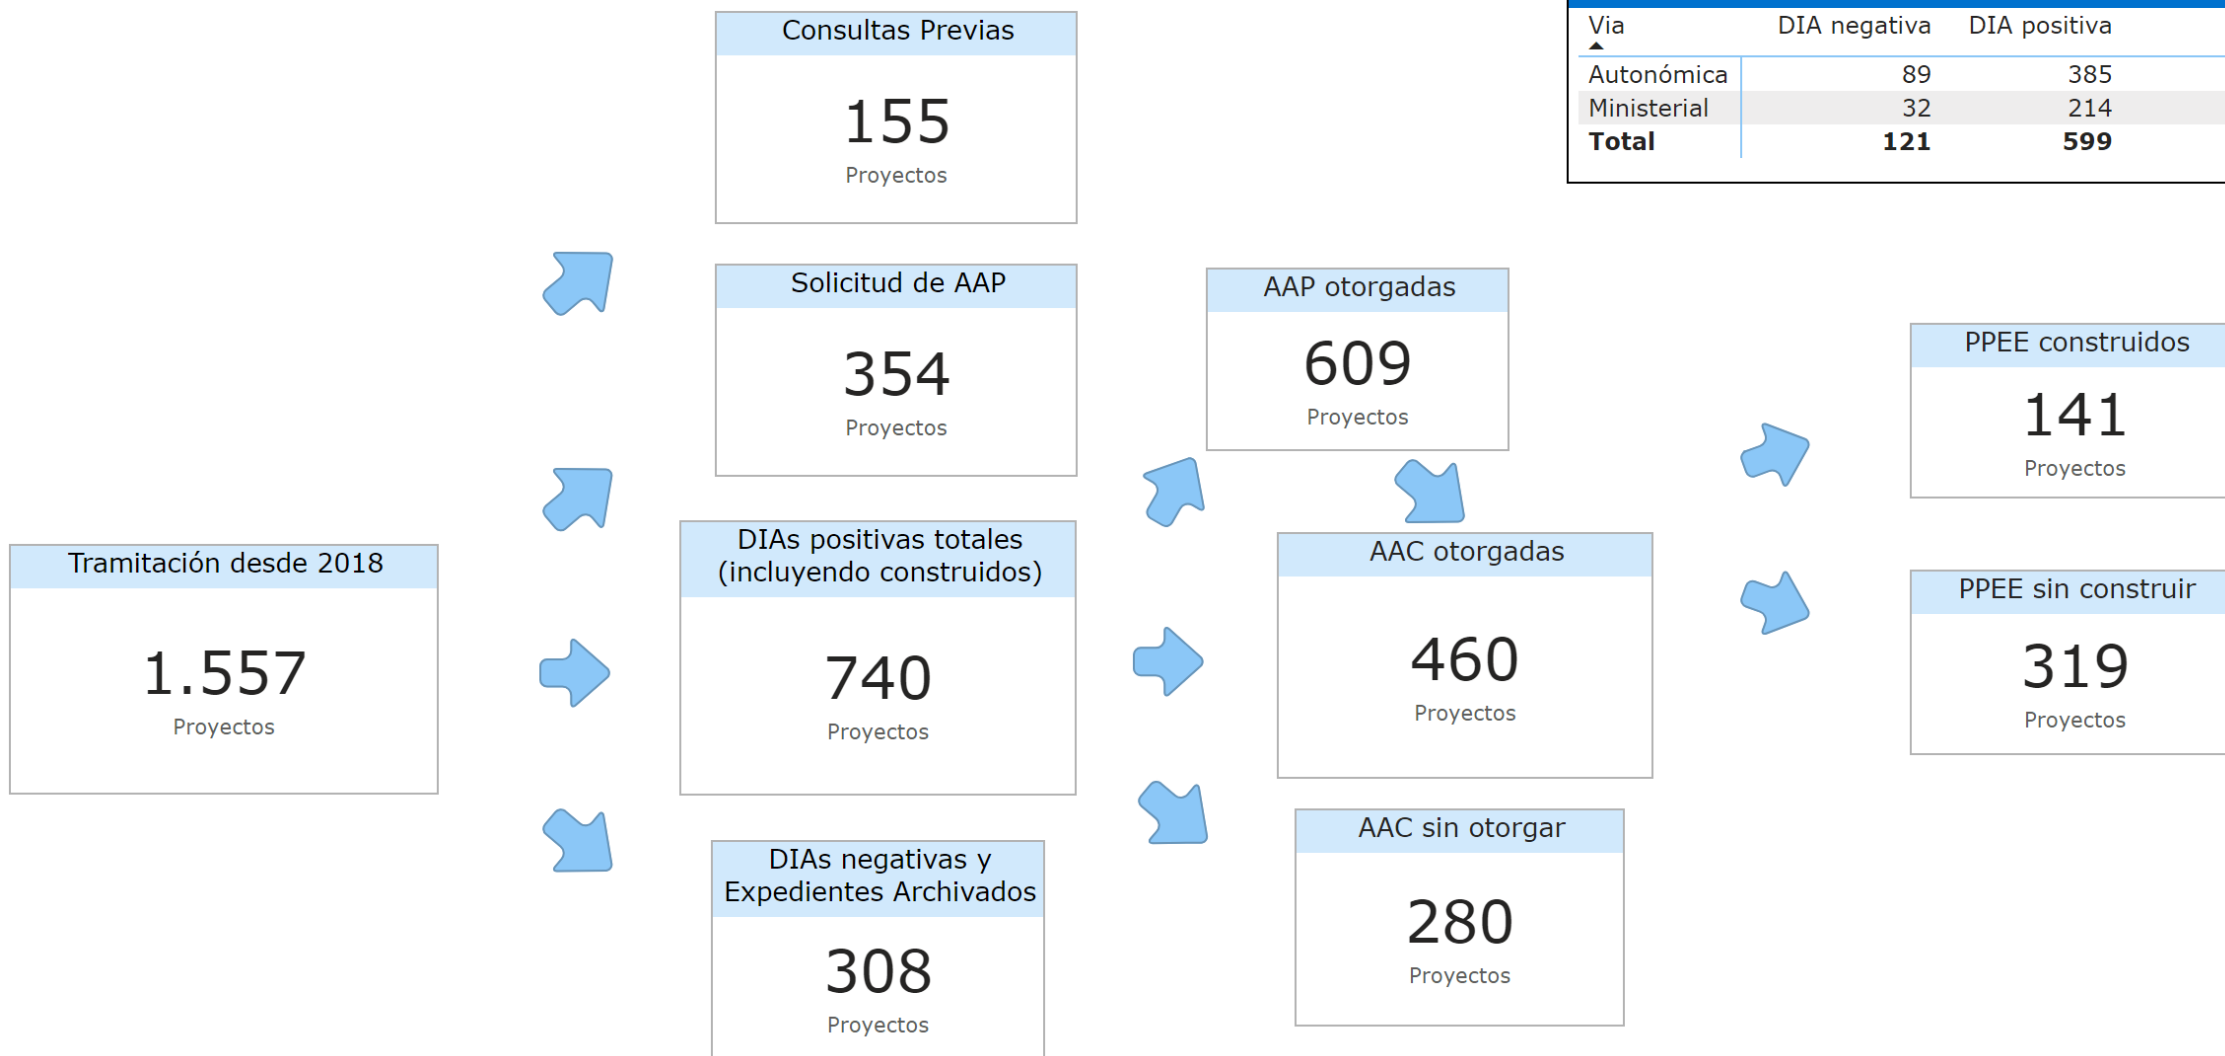 Consultas Previas
155
Proyectos
Via DIA negativa DIA positiva
Autonómica 89 385
Ministerial 32 214
Total 121 599
Solicitud de AAP
354
Proyectos
AAP otorgadas
609
Proyectos
PPEE construidos
141
Proyectos
Tramitación desde 2018
1.557
Proyectos
DIAs positivas totales
(incluyendo construidos)
740
Proyectos
AAC otorgadas
460
Proyectos
PPEE sin construir
319
Proyectos
DIAs negativas y
Expedientes Archivados
308
Proyectos
AAC sin otorgar
280
Proyectos